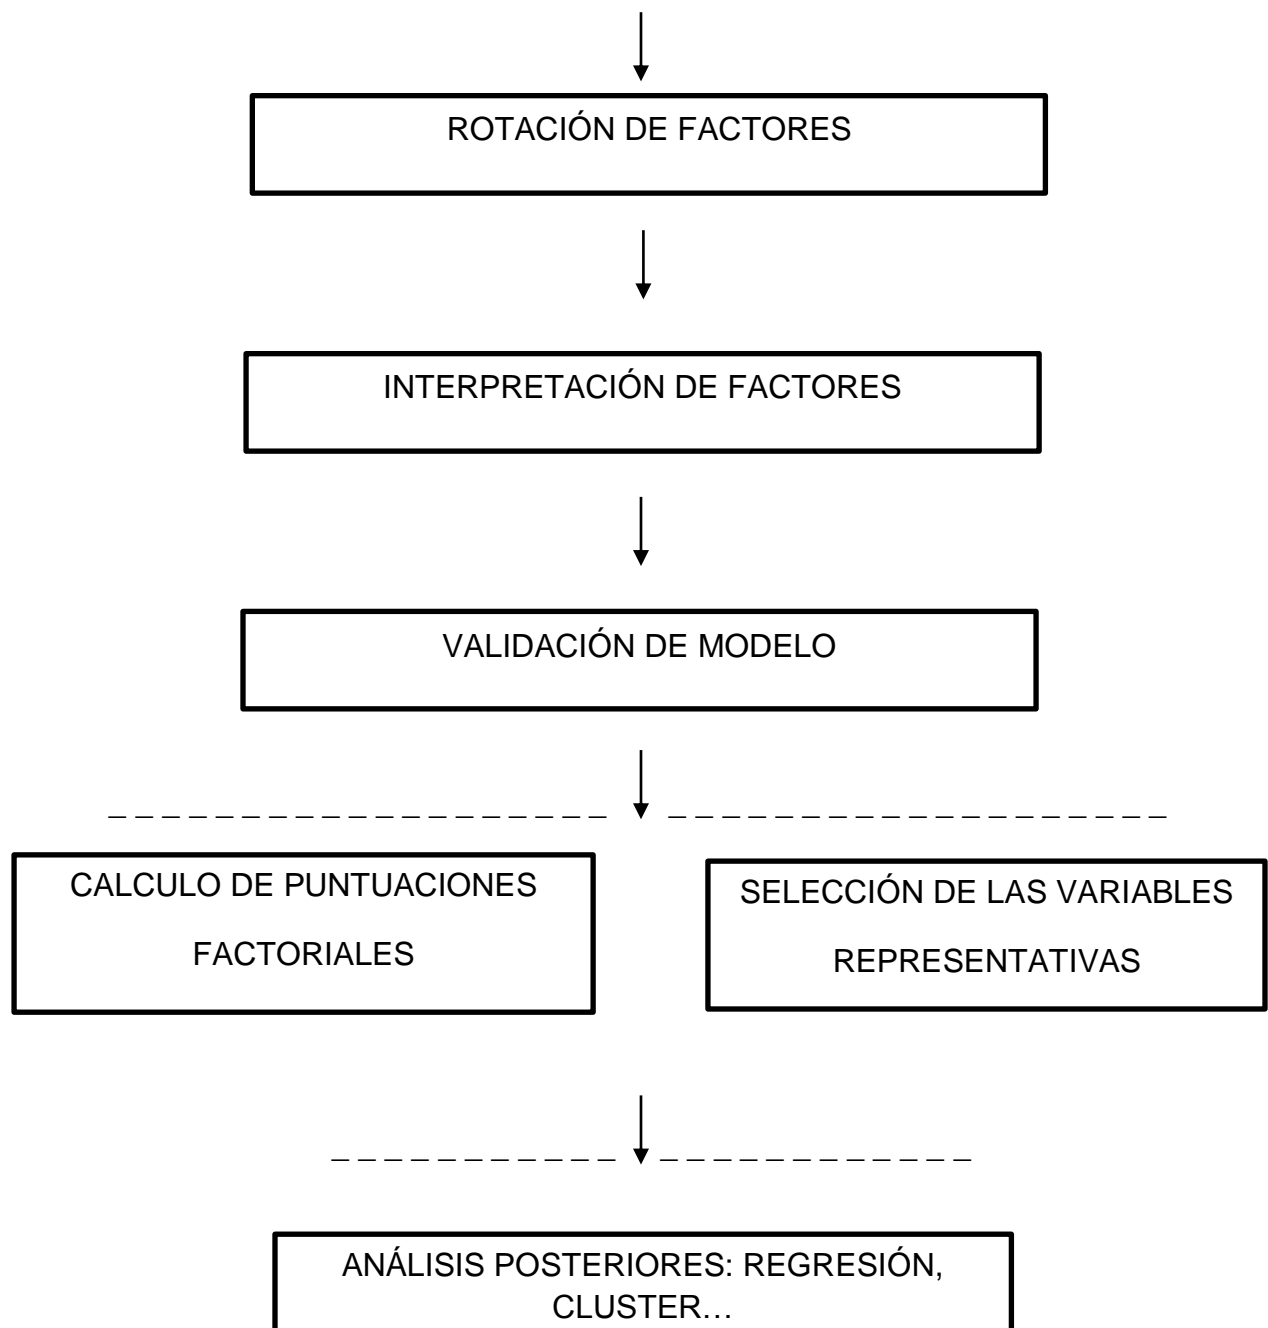 ROTACIÓN DE FACTORES
INTERPRETACIÓN DE FACTORES
VALIDACIÓN DE MODELO
CALCULO DE PUNTUACIONES
FACTORIALES
SELECCIÓN DE LAS VARIABLES
REPRESENTATIVAS
ANÁLISIS POSTERIORES: REGRESIÓN,
CLUSTER…